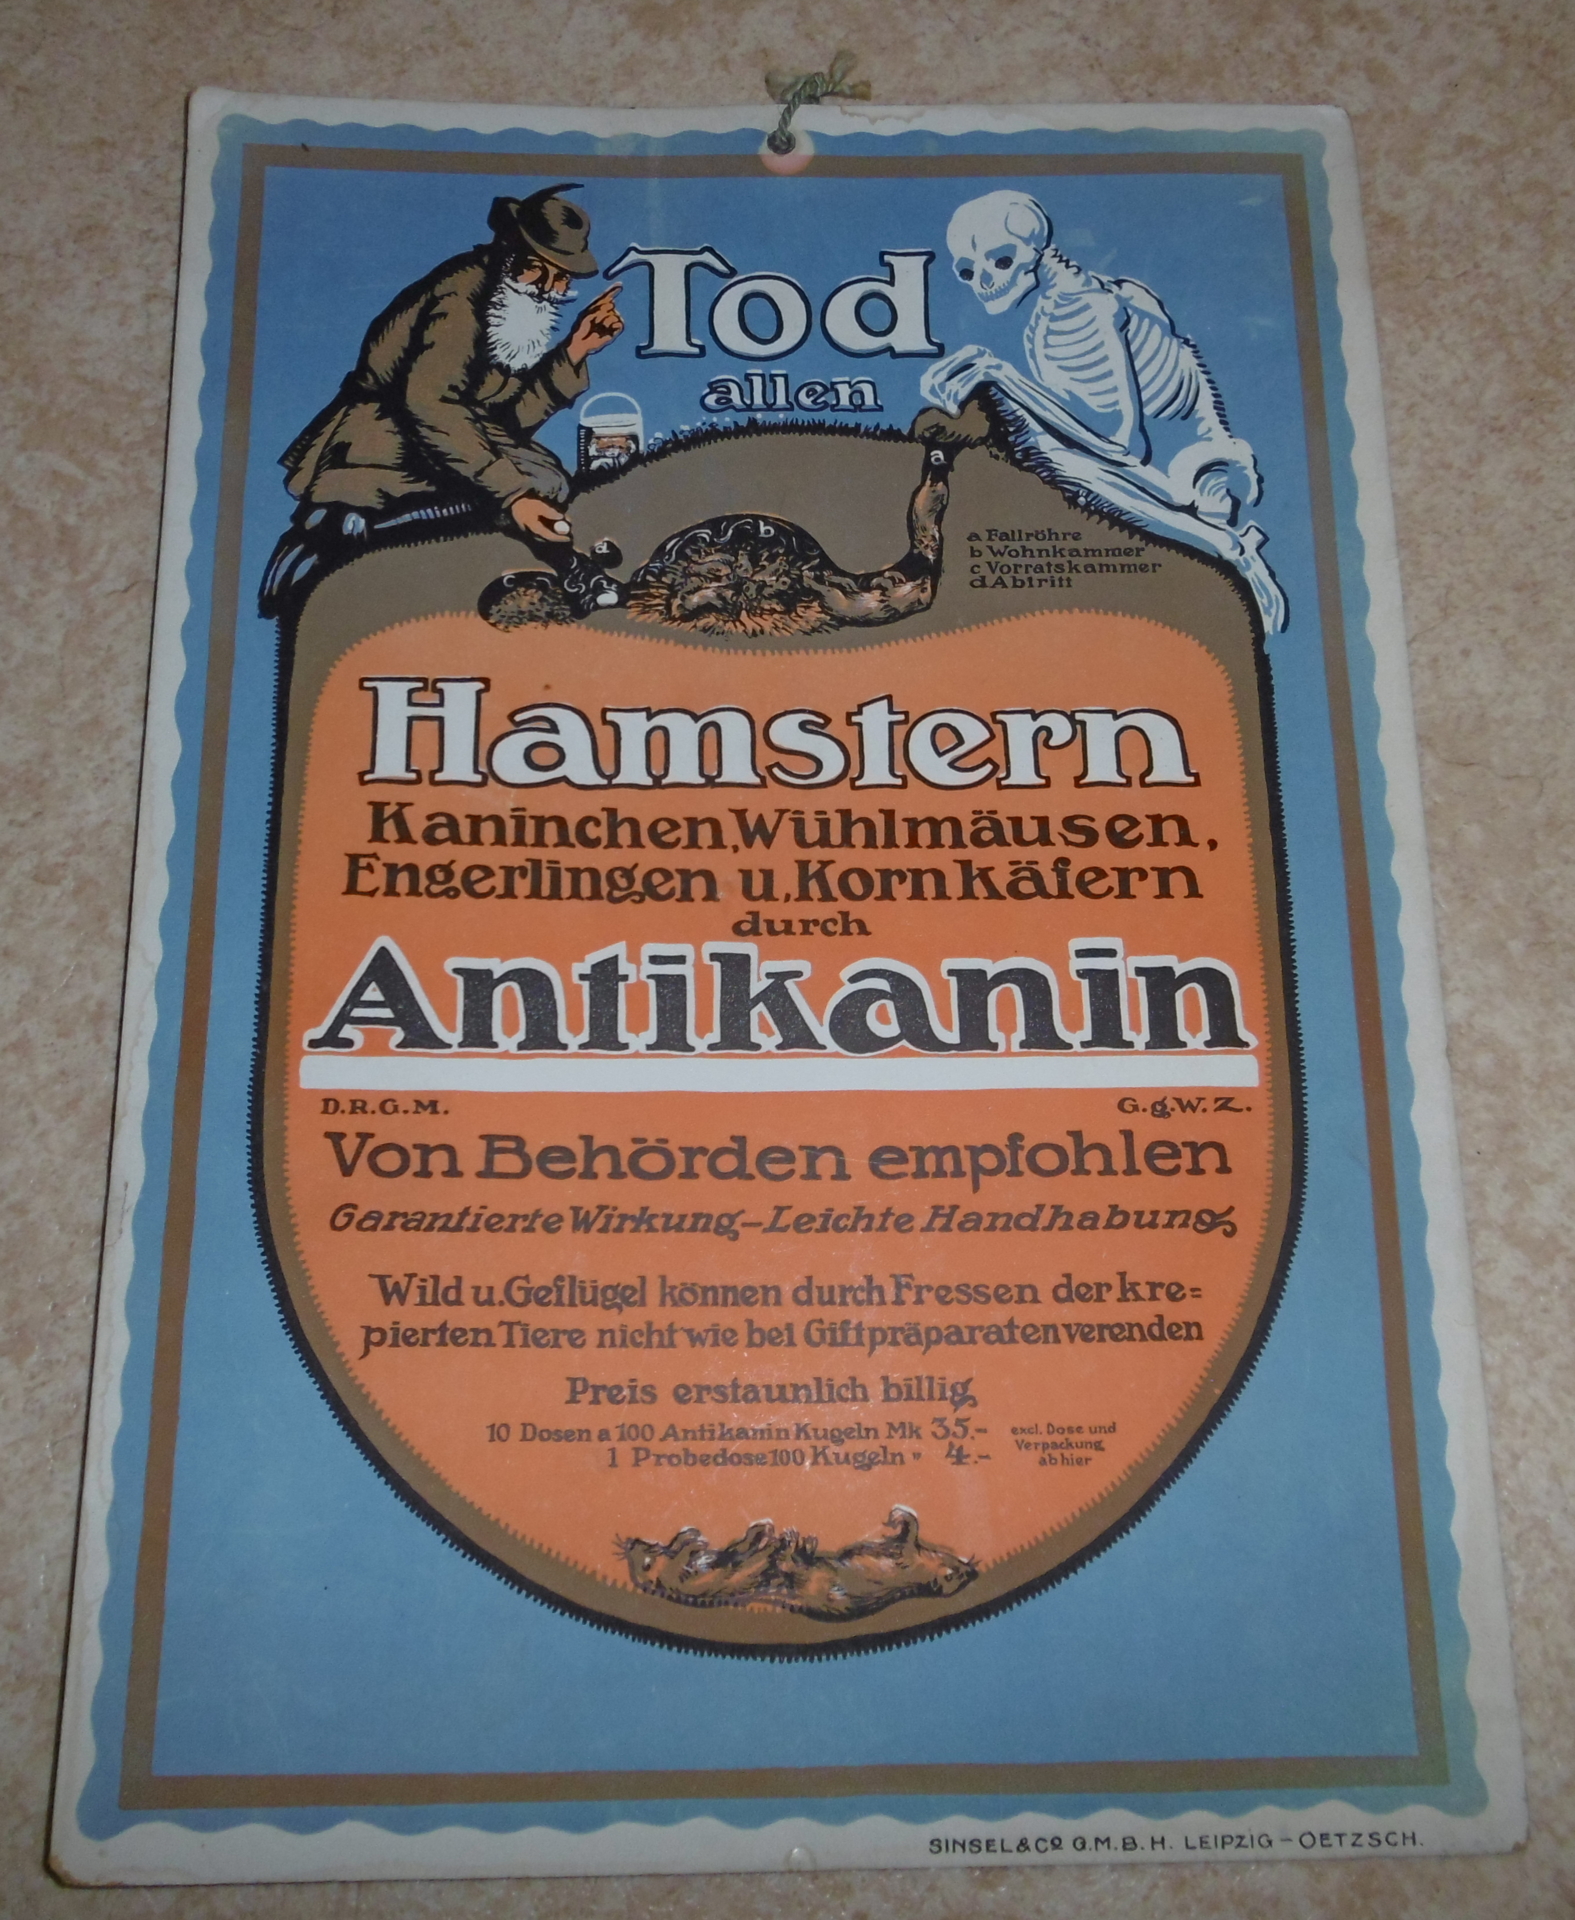 Tod
allen
a Fallröhre
b Wohnkammer
c Vorratskammer
d Abtritt
a
b
a
c
Hamstern
Kaninchen, Wühlmäusen,
Engerlingen u. Kornkäfern
durch
Antikanin
D.R.G.M. G.g.W.Z.
Von Behörden empfohlen
Garantierte Wirkung - Leichte Handhabung
Wild u. Geflügel können durch Fressen der kre=
pierten Tiere nicht wie bei Giftpräparaten verenden
Preis erstaunlich billig
10 Dosen a 100 Antikanin Kugeln Mk 35.-
1 Probedose 100 Kugeln " 4.-
excl. Dose und
Verpackung
ab hier
SINSEL & Co G.M.B.H. LEIPZIG - OETZSCH.